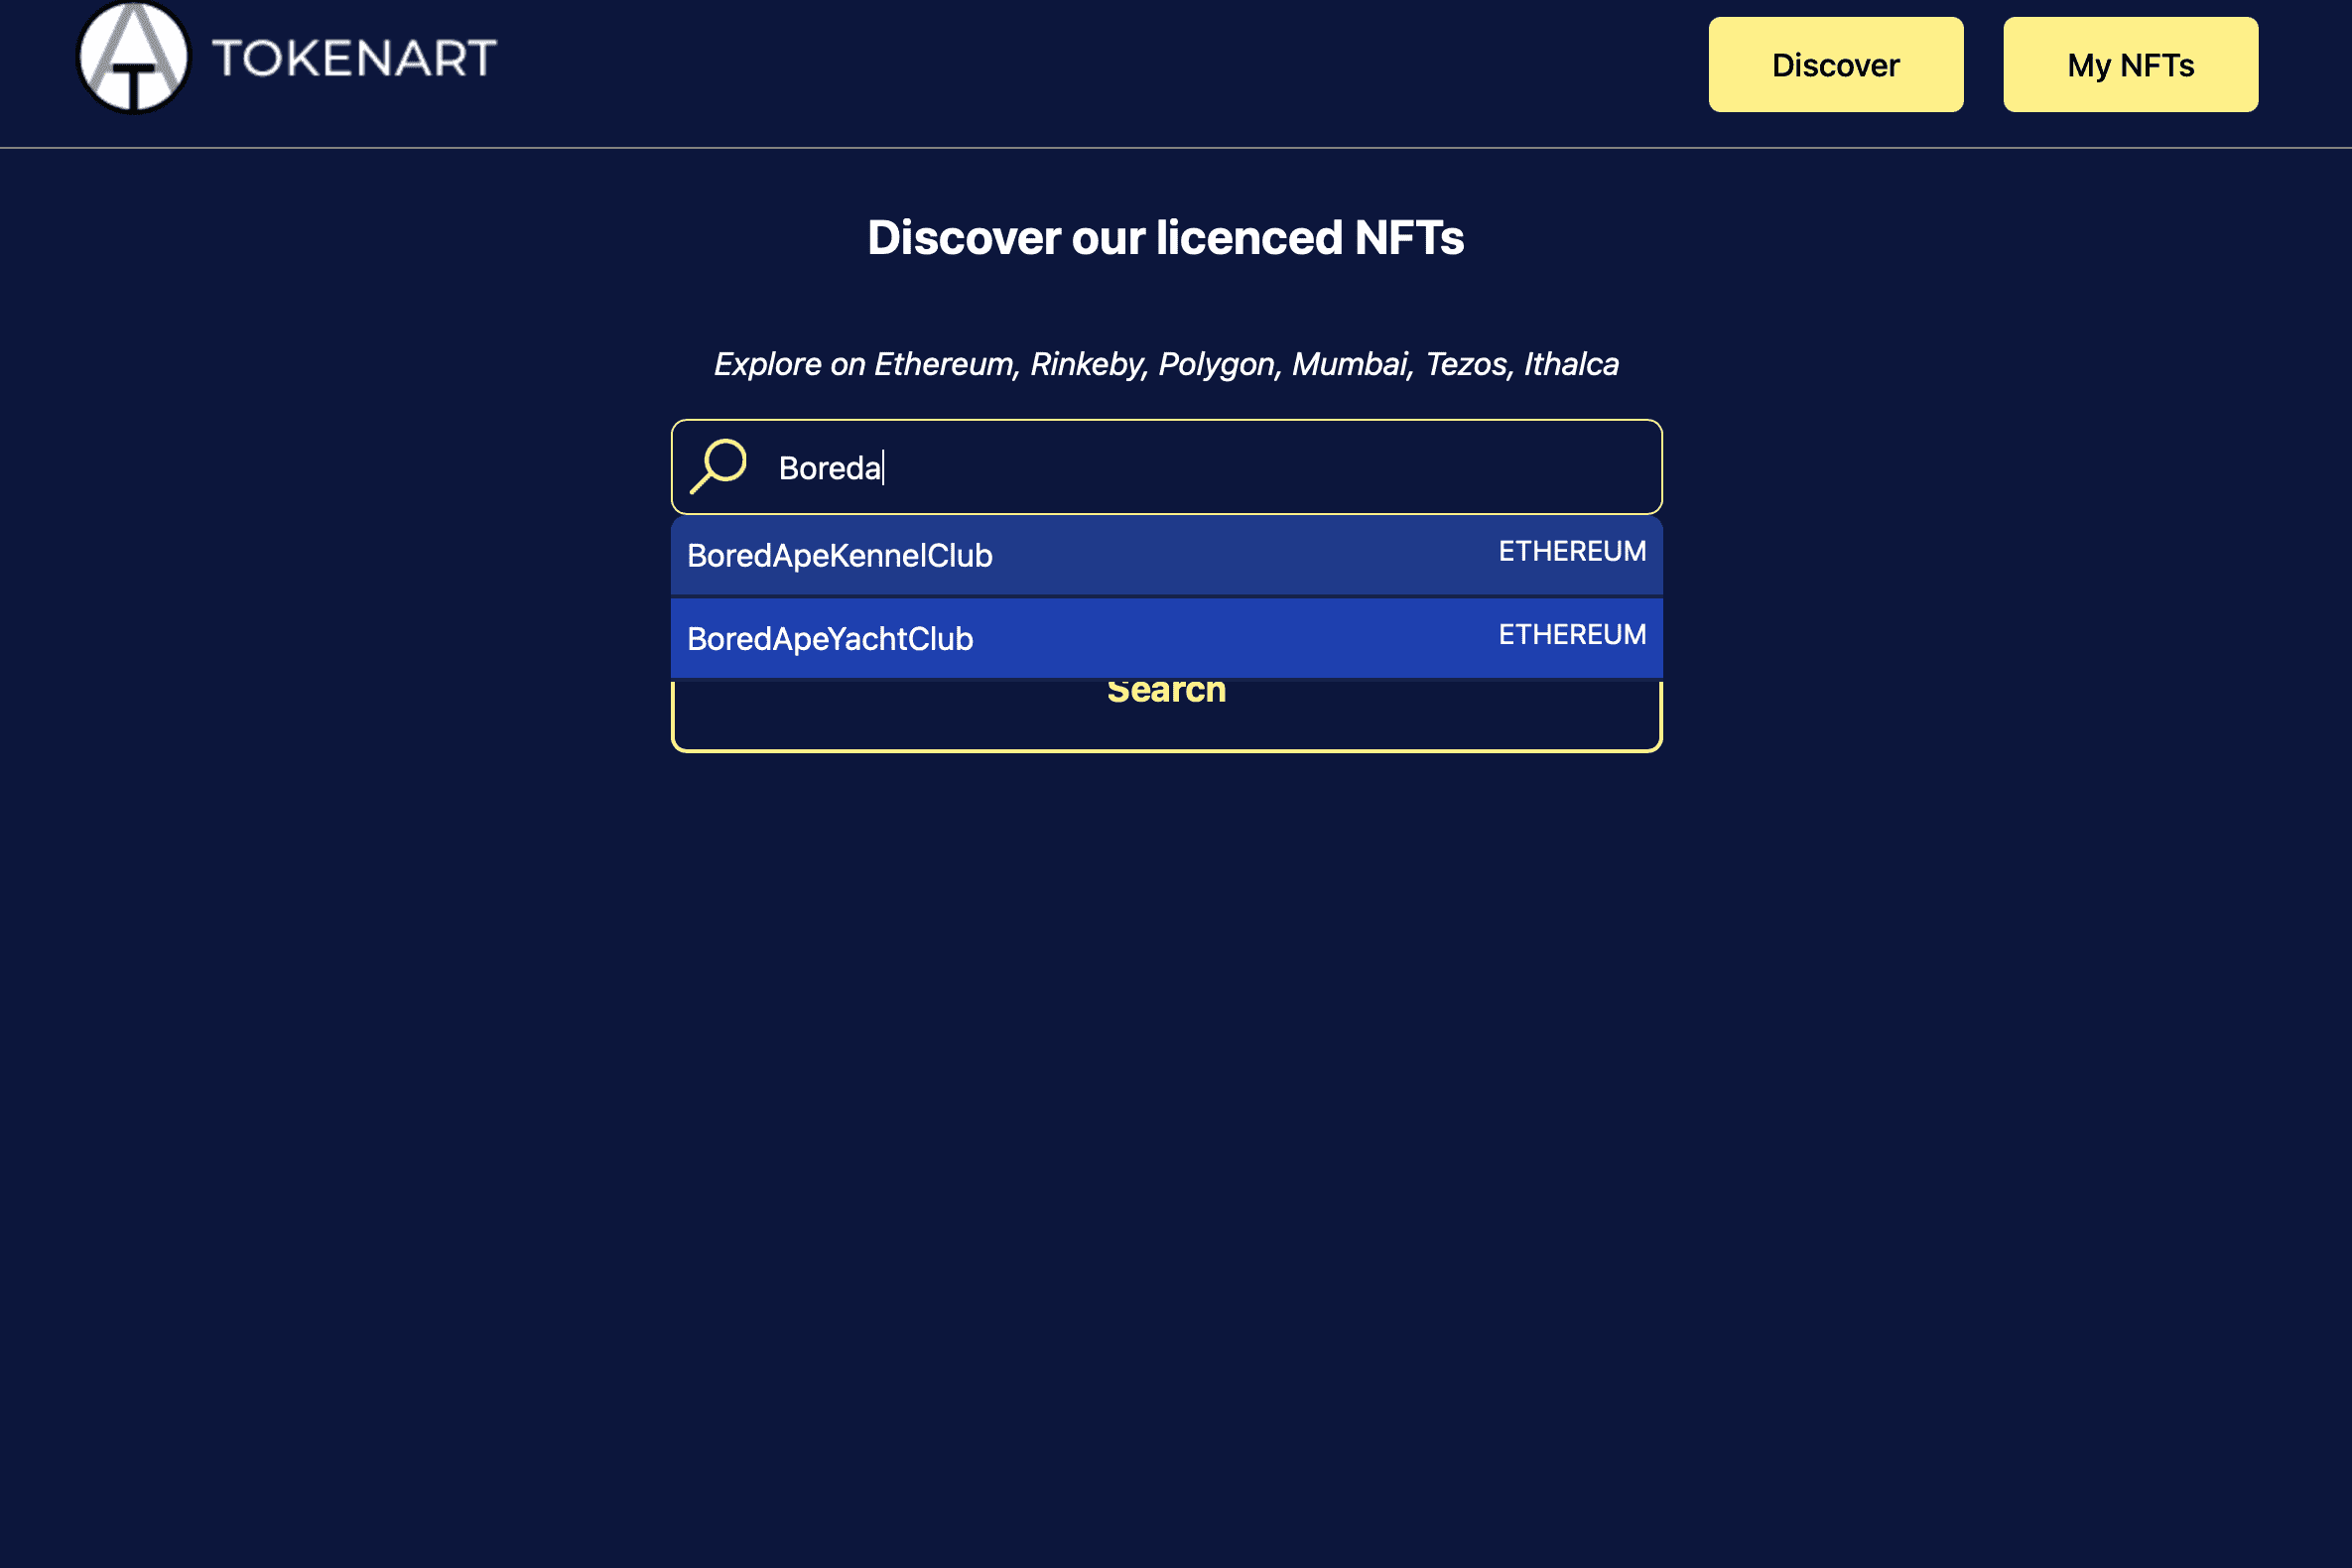 TOKENART
Discover
My NFTs
Discover our licenced NFTs
Explore on Ethereum, Rinkeby, Polygon, Mumbai, Tezos, Ithalca
Boreda
BoredApeKennelClub ETHEREUM
BoredApeYachtClub ETHEREUM
Search